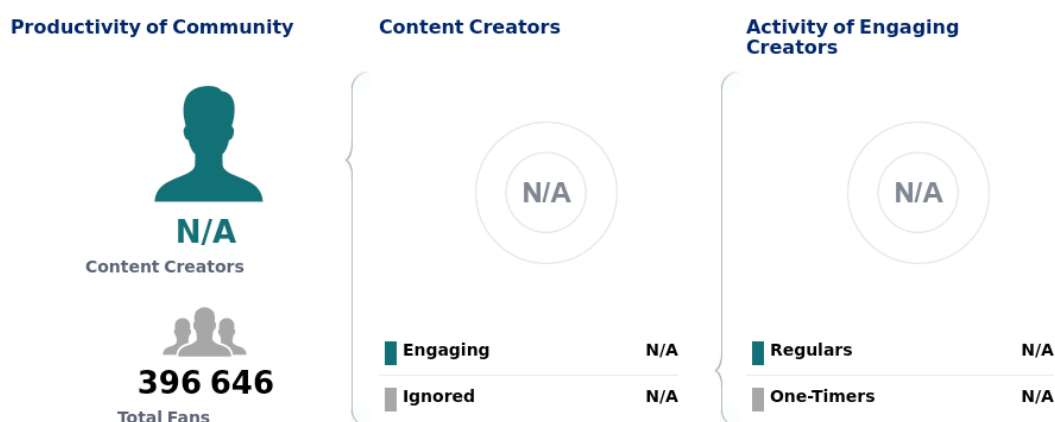 Productivity of Community
N/A
Content Creators
396 646
Total Fans
Content Creators
N/A
Engaging N/A
Ignored N/A
Activity of Engaging
Creators
N/A
Regulars N/A
One-Timers N/A